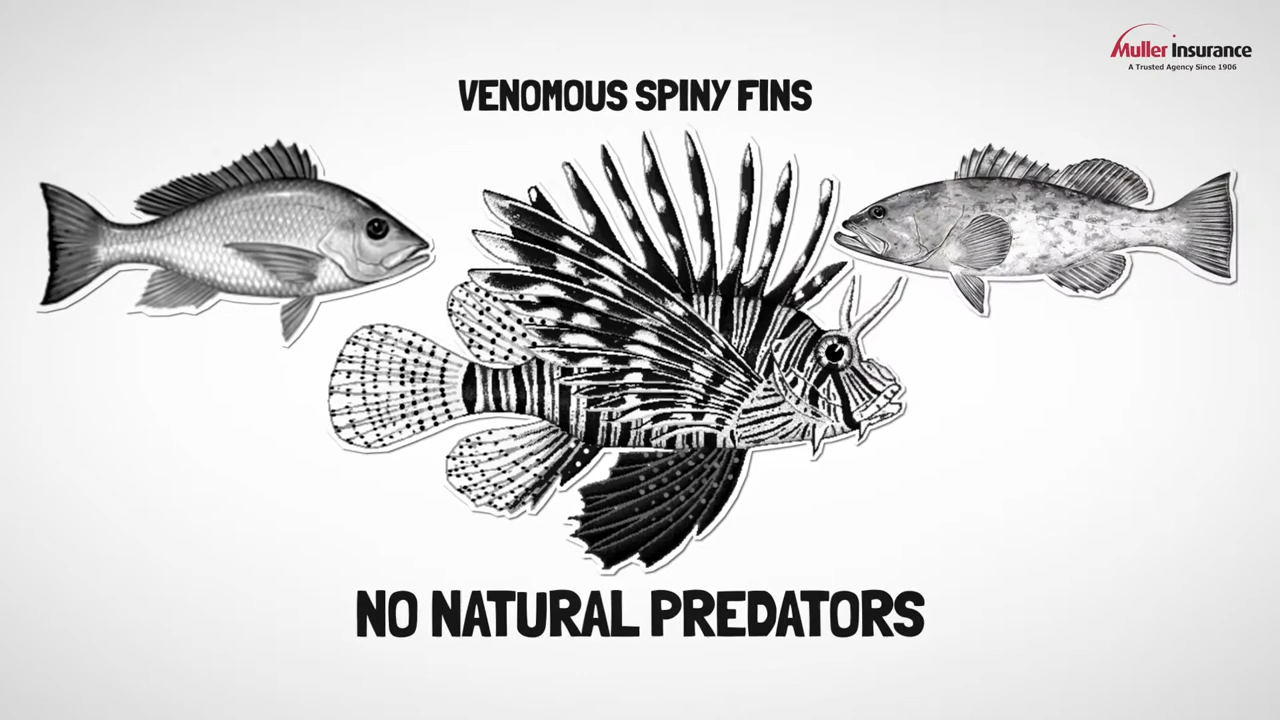 Muller Insurance
A Trusted Agency Since 1906
VENOMOUS SPINY FINS
NO NATURAL PREDATORS